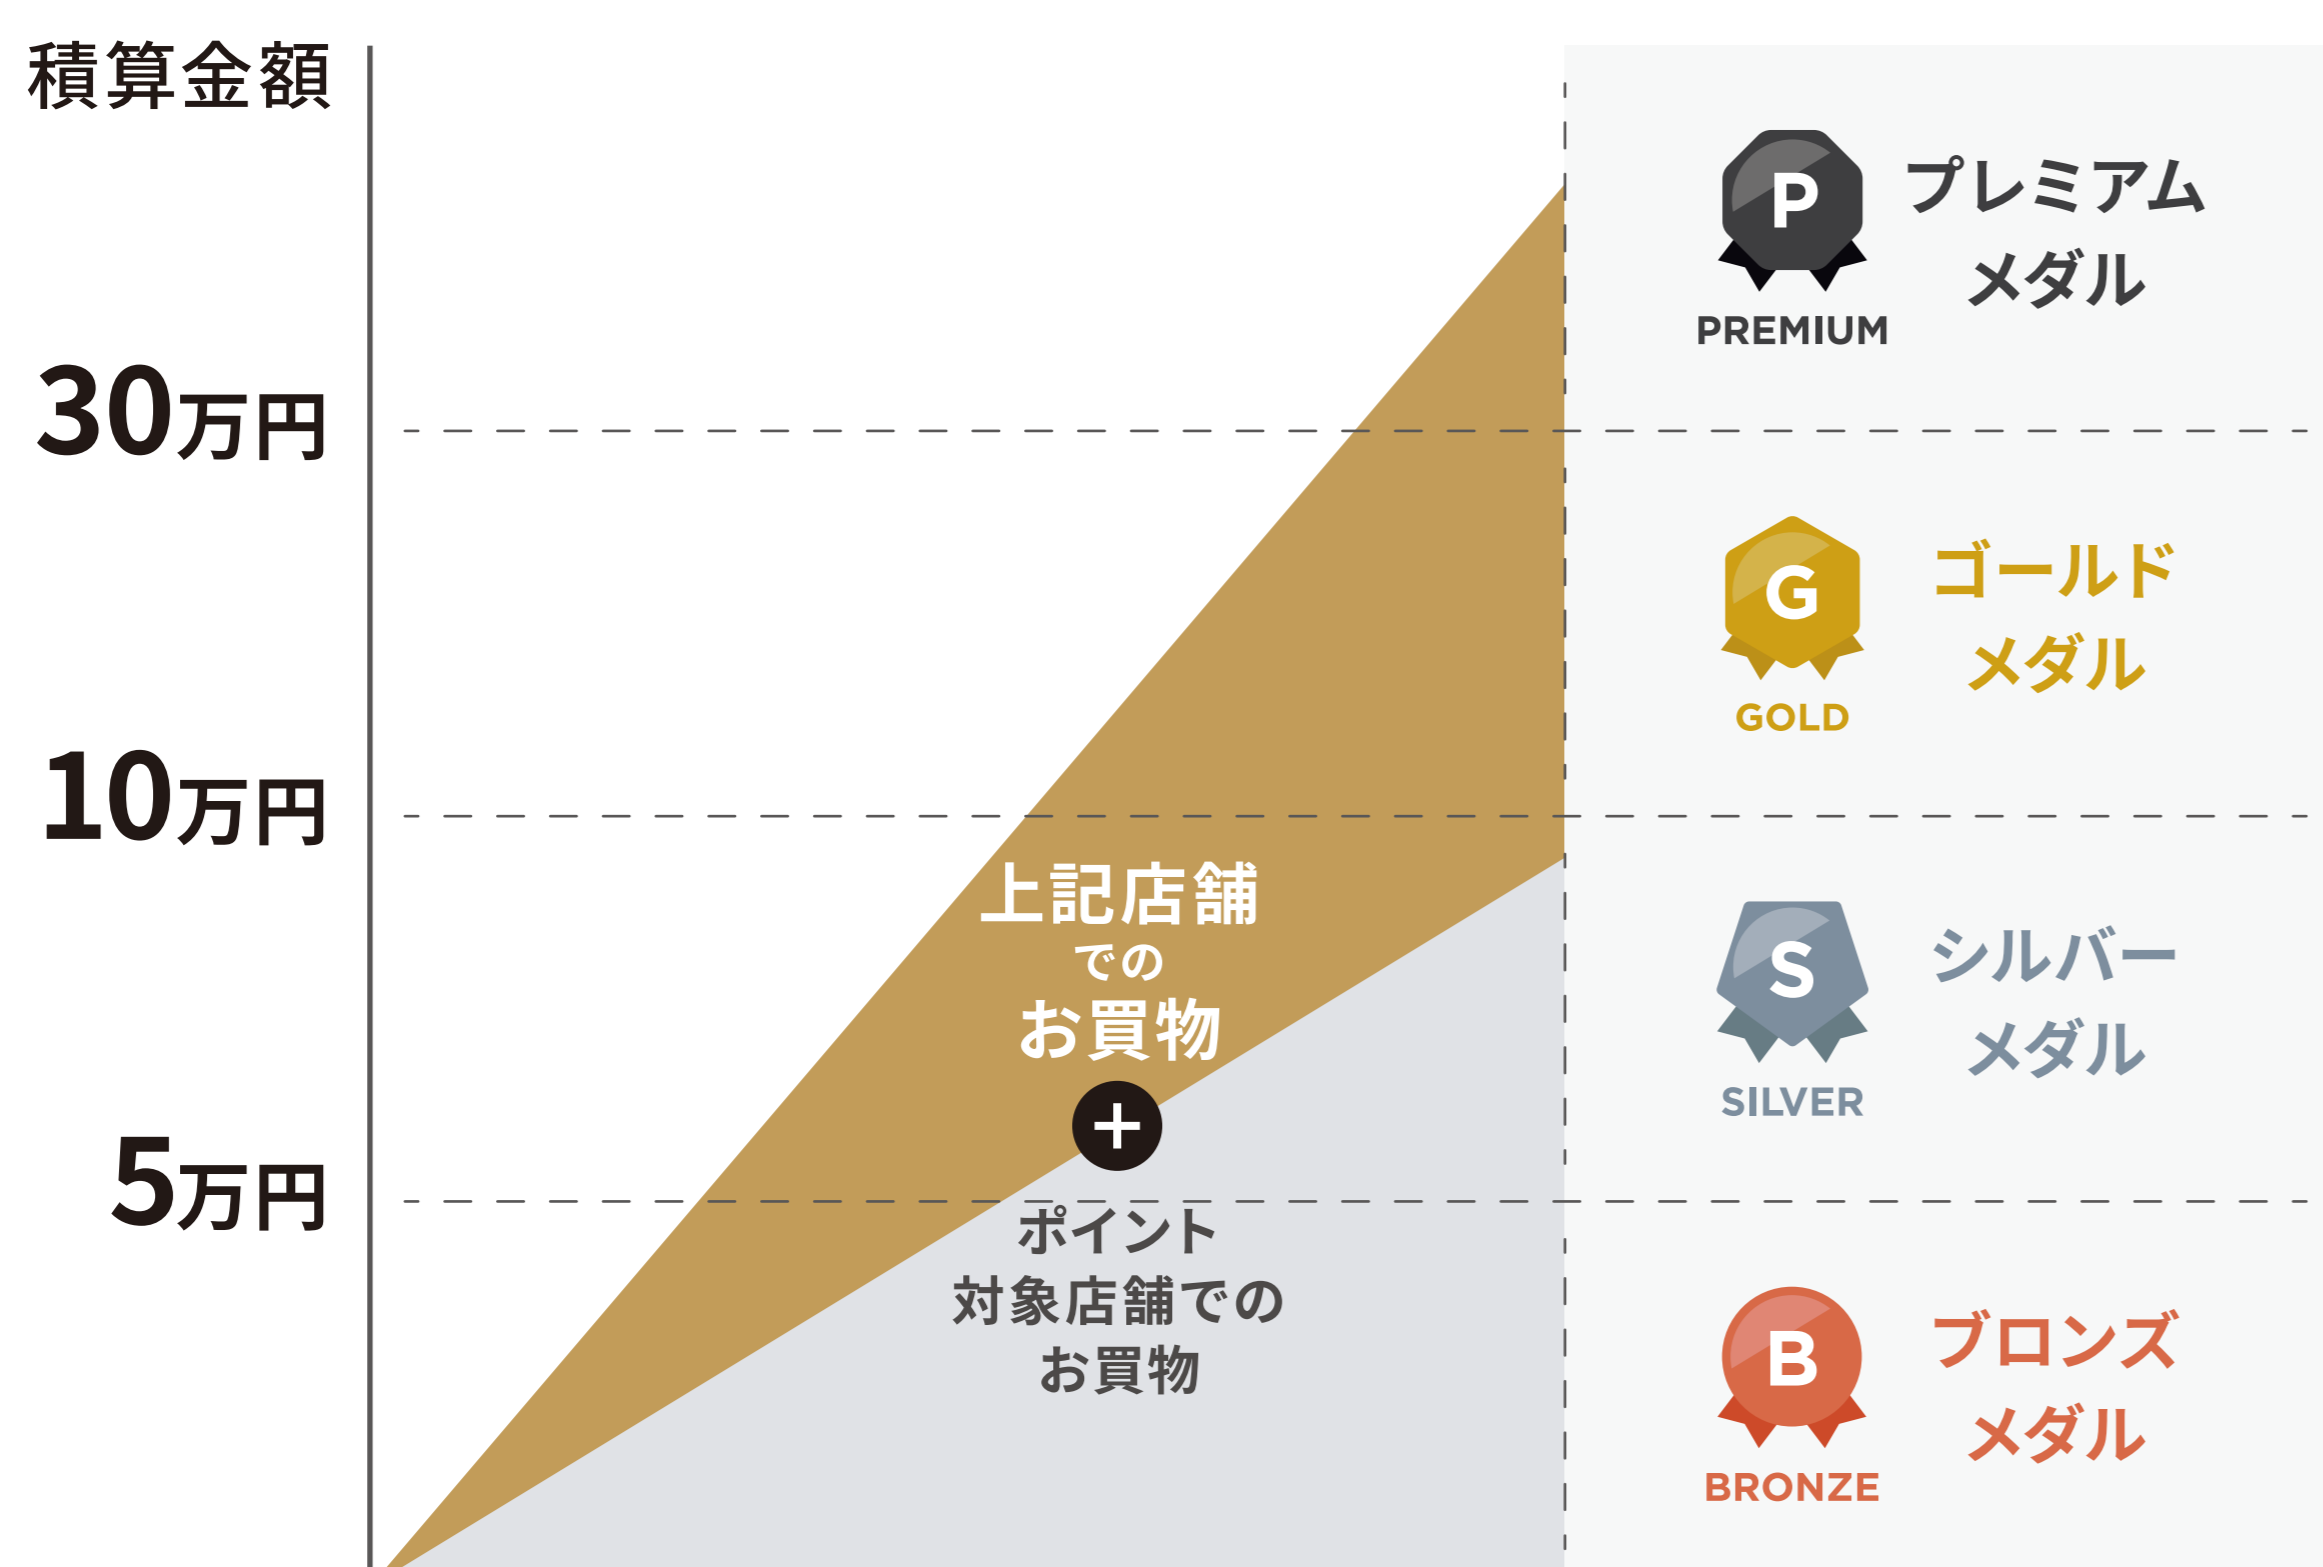 積算金額
P
プレミアム
メダル
PREMIUM
30万円
G
ゴールド
メダル
GOLD
10万円
上記店舗
での
お買物
+
S
シルバー
メダル
SILVER
5万円
ポイント
対象店舗での
お買物
B
ブロンズ
メダル
BRONZE